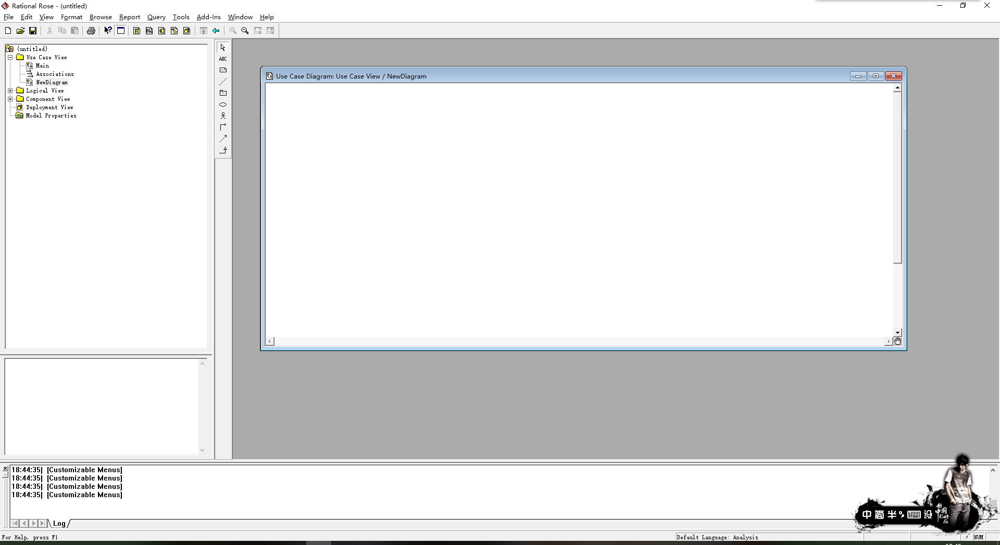 Rational Rose - (untitled)
File Edit View Format Browse Report Query Tools Add-Ins Window Help
(untitled)
Use Case View
Main
Associations
NewDiagram
Logical View
Component View
Deployment View
Model Properties
ABC
Use Case Diagram: Use Case View / NewDiagram
18:44:35| [Customizable Menus]
18:44:35| [Customizable Menus]
18:44:35| [Customizable Menus]
18:44:35| [Customizable Menus]
Log
中 简 半 设
For Help, press F1
Default Language: Analysis
NUM